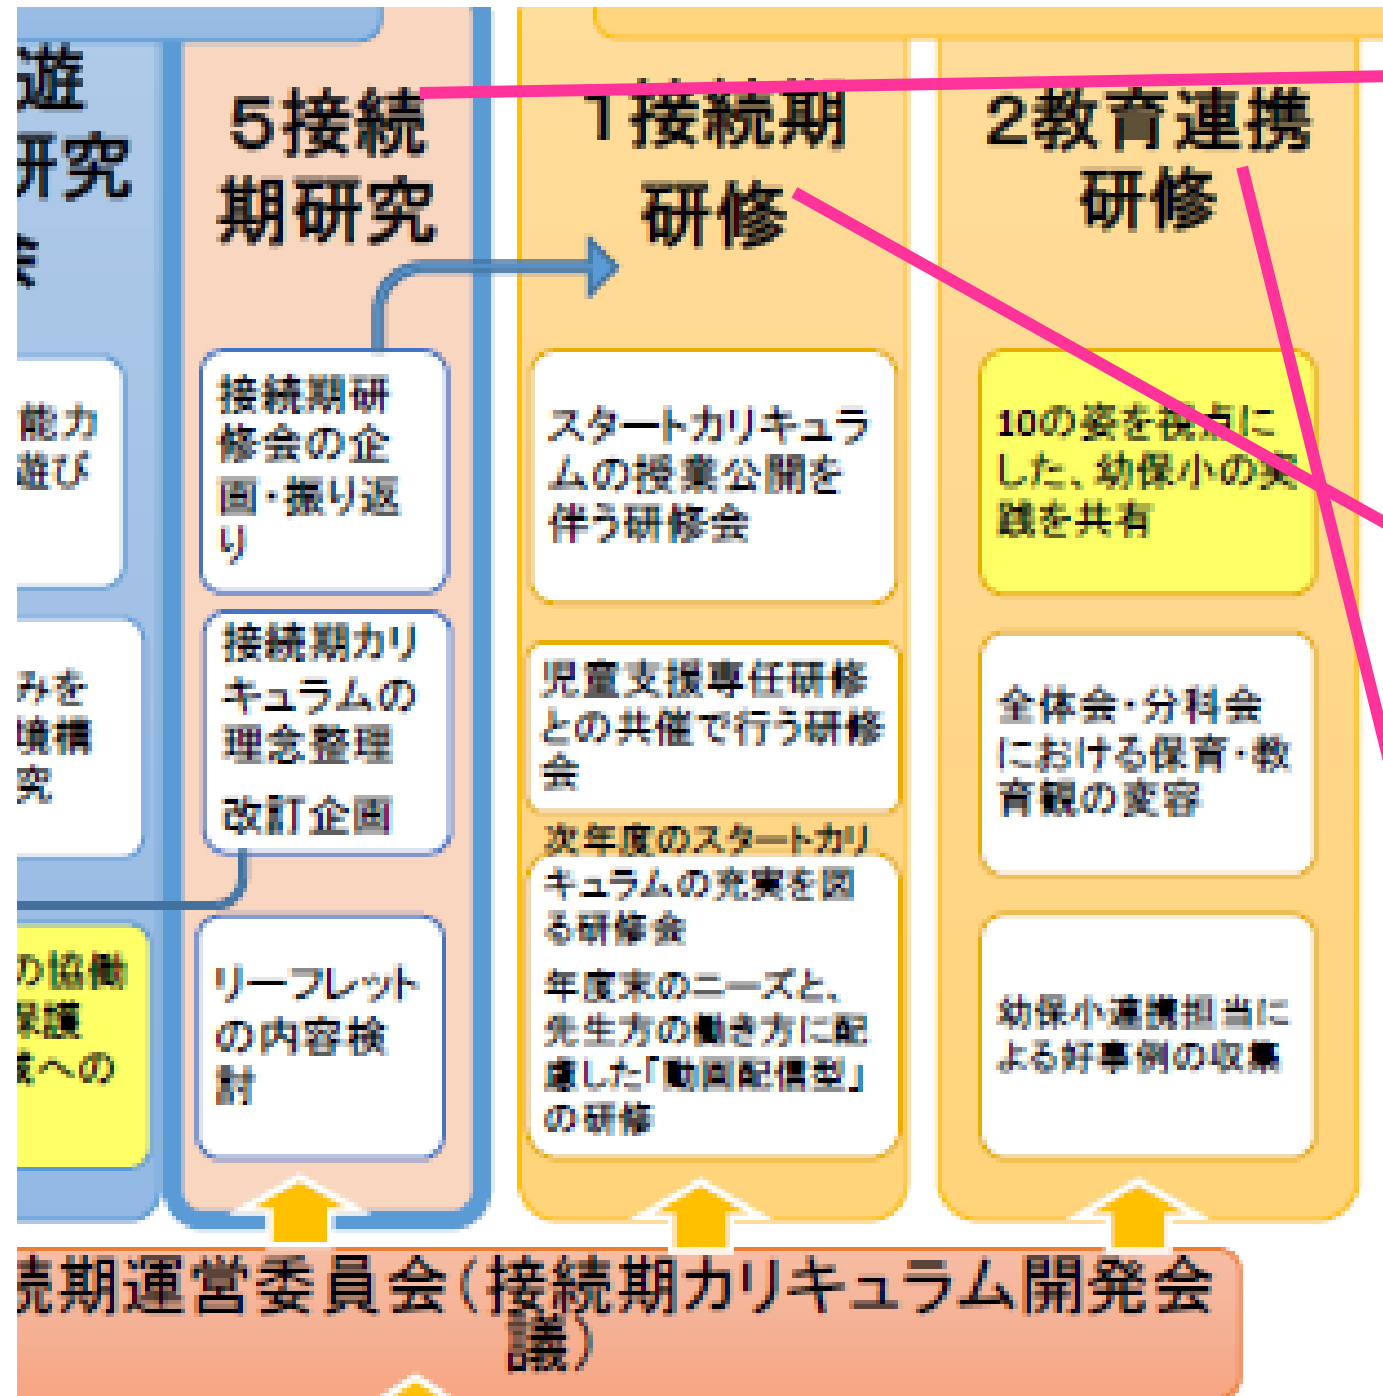 遊
研究
5接続
期研究
1接続期
研修
2教育連携
研修
能力
遊び
接続期研
修会の企
画・振り返
り
スタートカリキュラ
ムの授業公開を
伴う研修会
10の姿を視点に
した、幼保小の実
践を共有
みを
境構
究
接続期カリ
キュラムの
理念整理
改訂企画
児童支援専任研修
との共催で行う研修
会
全体会・分科会
における保育・教
育観の変容
次年度のスタートカリ
キュラムの充実を図
る研修会
年度末のニーズと、
先生方の働き方に配
慮した「動画配信型」
の研修
の協働
保護
への
リーフレット
の内容検
討
幼保小連携担当に
よる好事例の収集
続期運営委員会(接続期カリキュラム開発会
議)